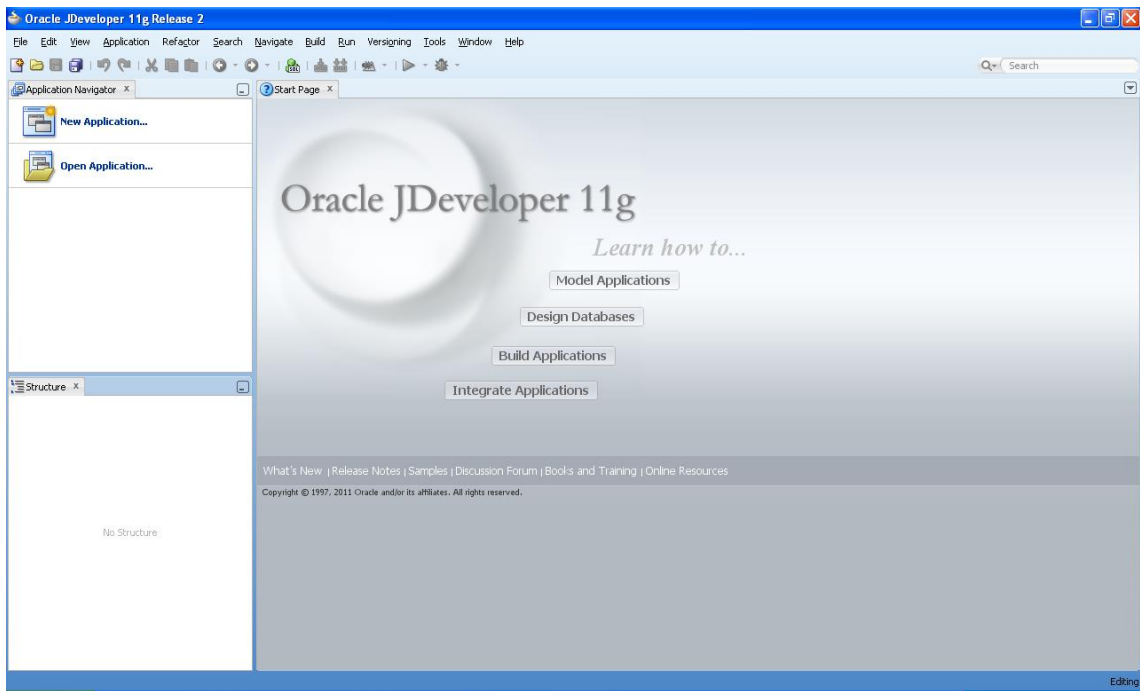 Oracle JDeveloper 11g Release 2
File Edit View Application Refactor Search Navigate Build Run Versioning Tools Window Help
Search
Application Navigator
Start Page
New Application...
Open Application...
Oracle JDeveloper 11g
Learn how to...
Model Applications
Design Databases
Build Applications
Integrate Applications
Structure
No Structure
What's New | Release Notes | Samples | Discussion Forum | Books and Training | Online Resources
Copyright © 1997, 2011 Oracle and/or its affiliates. All rights reserved.
Editing